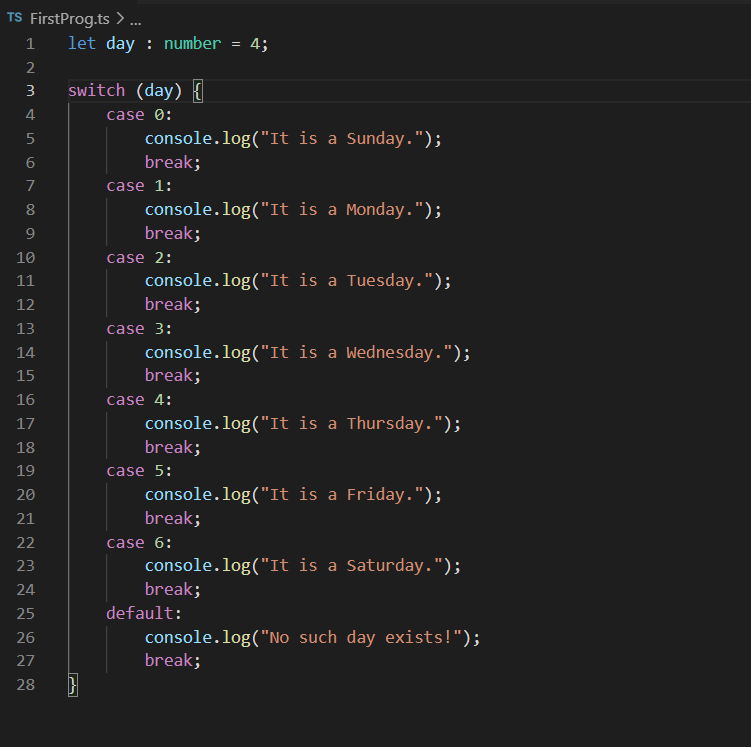 TS FirstProg.ts > ...
1 let day : number = 4;
2
3 switch (day) {
4     case 0:
5         console.log("It is a Sunday.");
6         break;
7     case 1:
8         console.log("It is a Monday.");
9         break;
10     case 2:
11         console.log("It is a Tuesday.");
12         break;
13     case 3:
14         console.log("It is a Wednesday.");
15         break;
16     case 4:
17         console.log("It is a Thursday.");
18         break;
19     case 5:
20         console.log("It is a Friday.");
21         break;
22     case 6:
23         console.log("It is a Saturday.");
24         break;
25     default:
26         console.log("No such day exists!");
27         break;
28 }